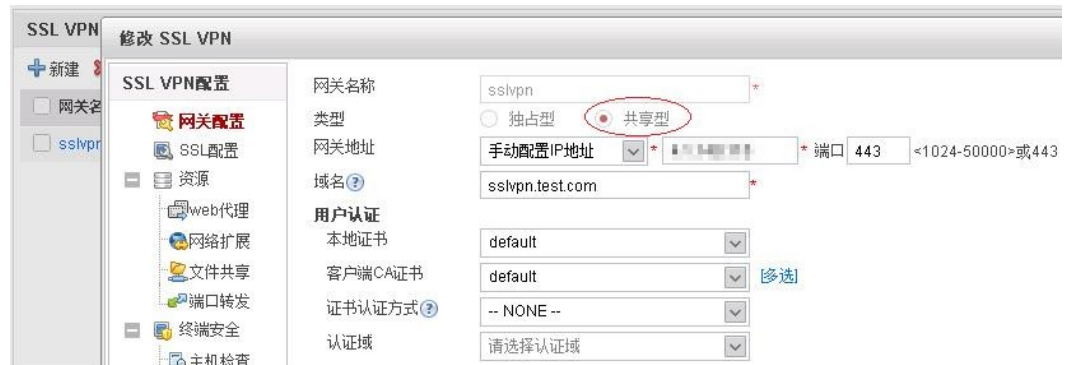 SSL VPN
修改 SSL VPN
新建
网关名
sslvpn
SSL VPN配置
网关配置
SSL配置
资源
web代理
网络扩展
文件共享
端口转发
终端安全
主机检查
网关名称 sslvpn *
类型 独占型 共享型
网关地址 手动配置IP地址 * * 端口 443 <1024-50000>或443
域名 sslvpn.test.com *
用户认证
本地证书 default
客户端CA证书 default [多选]
证书认证方式 -- NONE --
认证域 请选择认证域